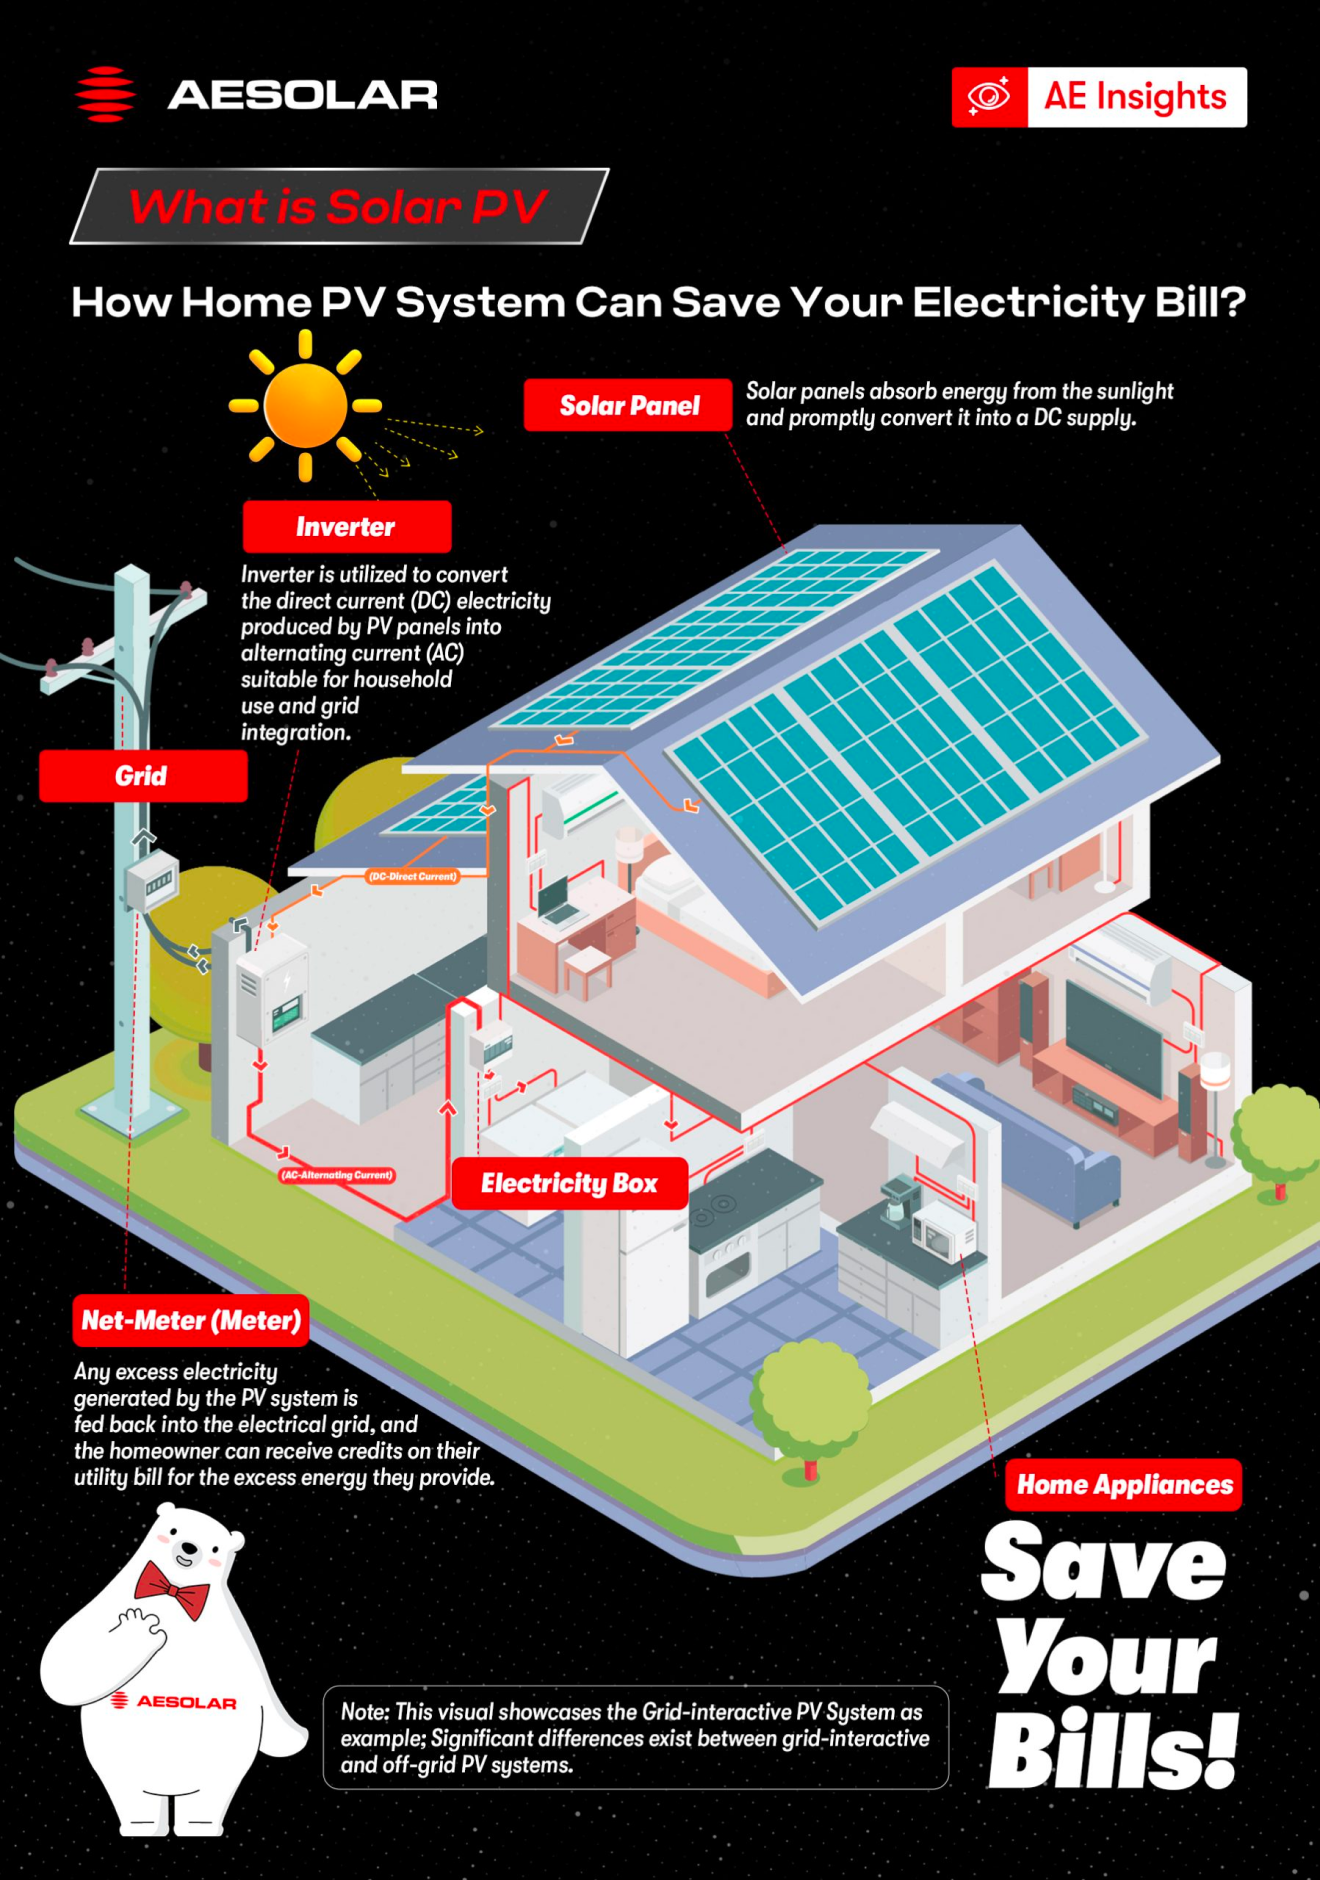 AESOLAR
AE Insights
What is Solar PV
How Home PV System Can Save Your Electricity Bill?
Solar Panel
Solar panels absorb energy from the sunlight
and promptly convert it into a DC supply.
Inverter
Inverter is utilized to convert
the direct current (DC) electricity
produced by PV panels into
alternating current (AC)
suitable for household
use and grid
integration.
Grid
(DC-Direct Current)
(AC-Alternating Current)
Electricity Box
Net-Meter (Meter)
Any excess electricity
generated by the PV system is
fed back into the electrical grid, and
the homeowner can receive credits on their
utility bill for the excess energy they provide.
Home Appliances
Save
Your
Bills!
AESOLAR
Note: This visual showcases the Grid-interactive PV System as
example; Significant differences exist between grid-interactive
and off-grid PV systems.